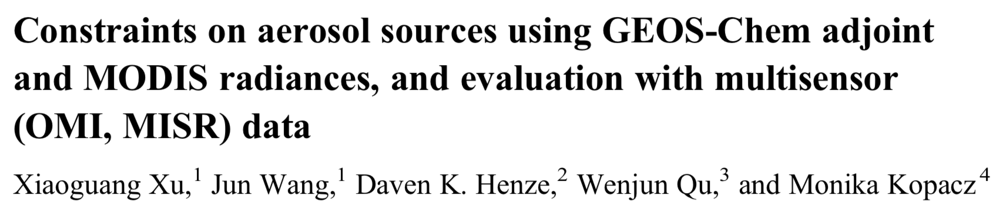 Constraints on aerosol sources using GEOS-Chem adjoint
and MODIS radiances, and evaluation with multisensor
(OMI, MISR) data
Xiaoguang Xu,¹ Jun Wang,¹ Daven K. Henze,² Wenjun Qu,³ and Monika Kopacz⁴